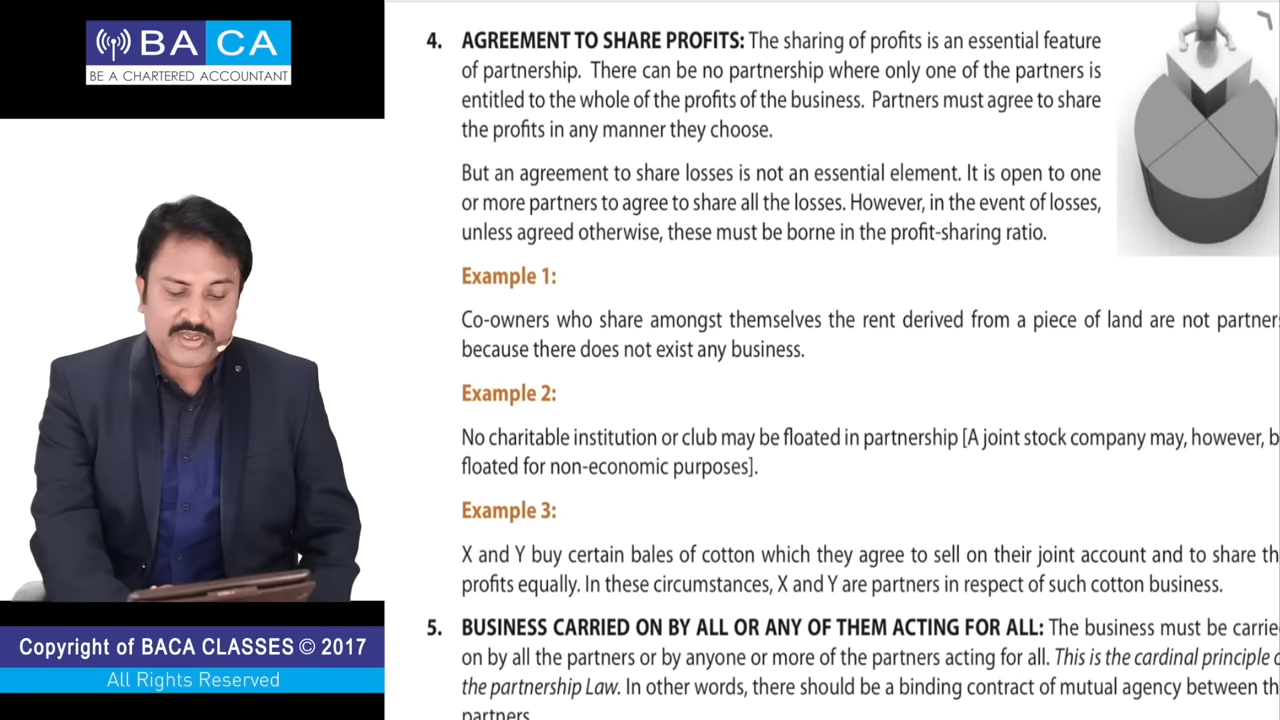 BA CA
BE A CHARTERED ACCOUNTANT
4. AGREEMENT TO SHARE PROFITS: The sharing of profits is an essential feature
of partnership. There can be no partnership where only one of the partners is
entitled to the whole of the profits of the business. Partners must agree to share
the profits in any manner they choose.
But an agreement to share losses is not an essential element. It is open to one
or more partners to agree to share all the losses. However, in the event of losses,
unless agreed otherwise, these must be borne in the profit-sharing ratio.
Example 1:
Co-owners who share amongst themselves the rent derived from a piece of land are not partner
because there does not exist any business.
Example 2:
No charitable institution or club may be floated in partnership [A joint stock company may, however, b
floated for non-economic purposes].
Example 3:
X and Y buy certain bales of cotton which they agree to sell on their joint account and to share th
profits equally. In these circumstances, X and Y are partners in respect of such cotton business.
5. BUSINESS CARRIED ON BY ALL OR ANY OF THEM ACTING FOR ALL: The business must be carrie
on by all the partners or by anyone or more of the partners acting for all. This is the cardinal principle o
the partnership Law. In other words, there should be a binding contract of mutual agency between th
partners
Copyright of BACA CLASSES © 2017
All Rights Reserved